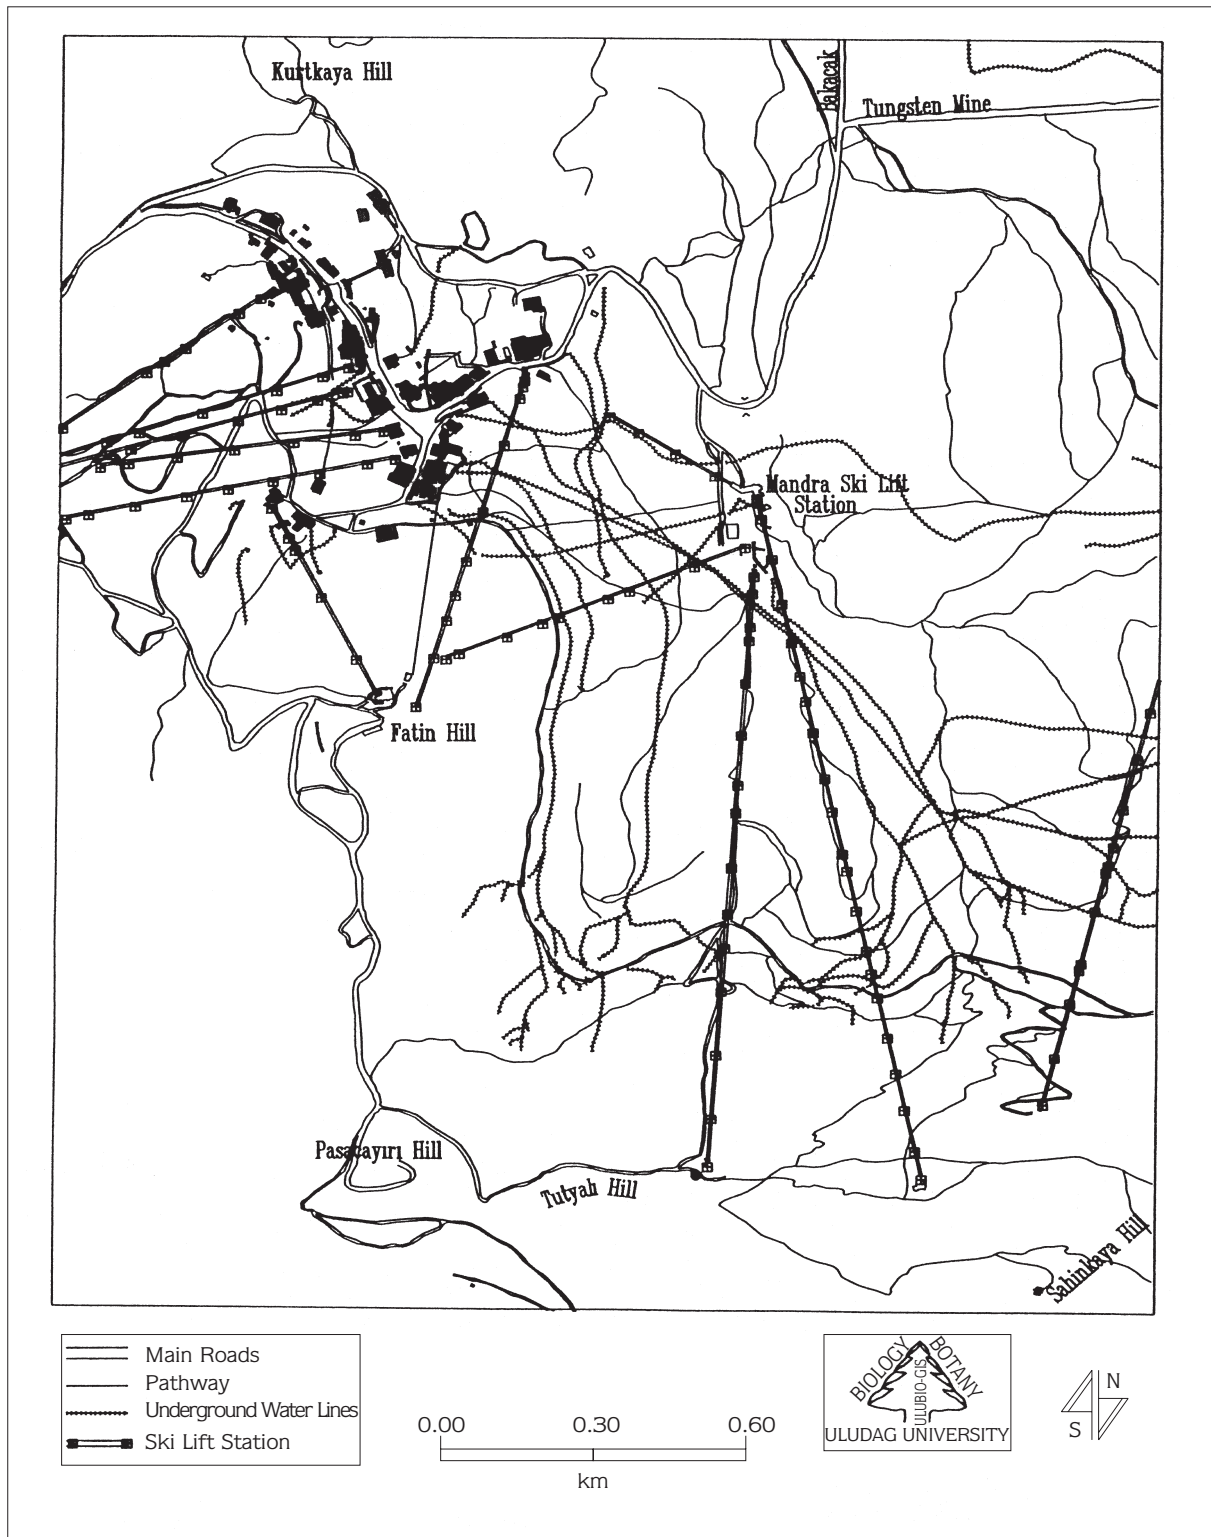 Kurtkaya Hill
Bakacak
Tungsten Mine
Mandra Ski Lift
Station
Fatin Hill
Pasaçayırı Hill
Tutyalı Hill
Sahinkaya Hill
Main Roads
Pathway
Underground Water Lines
Ski Lift Station
0.00 0.30 0.60
km
BIOLOGY BOTANY
ULUBIO-GIS
ULUDAG UNIVERSITY
N
S